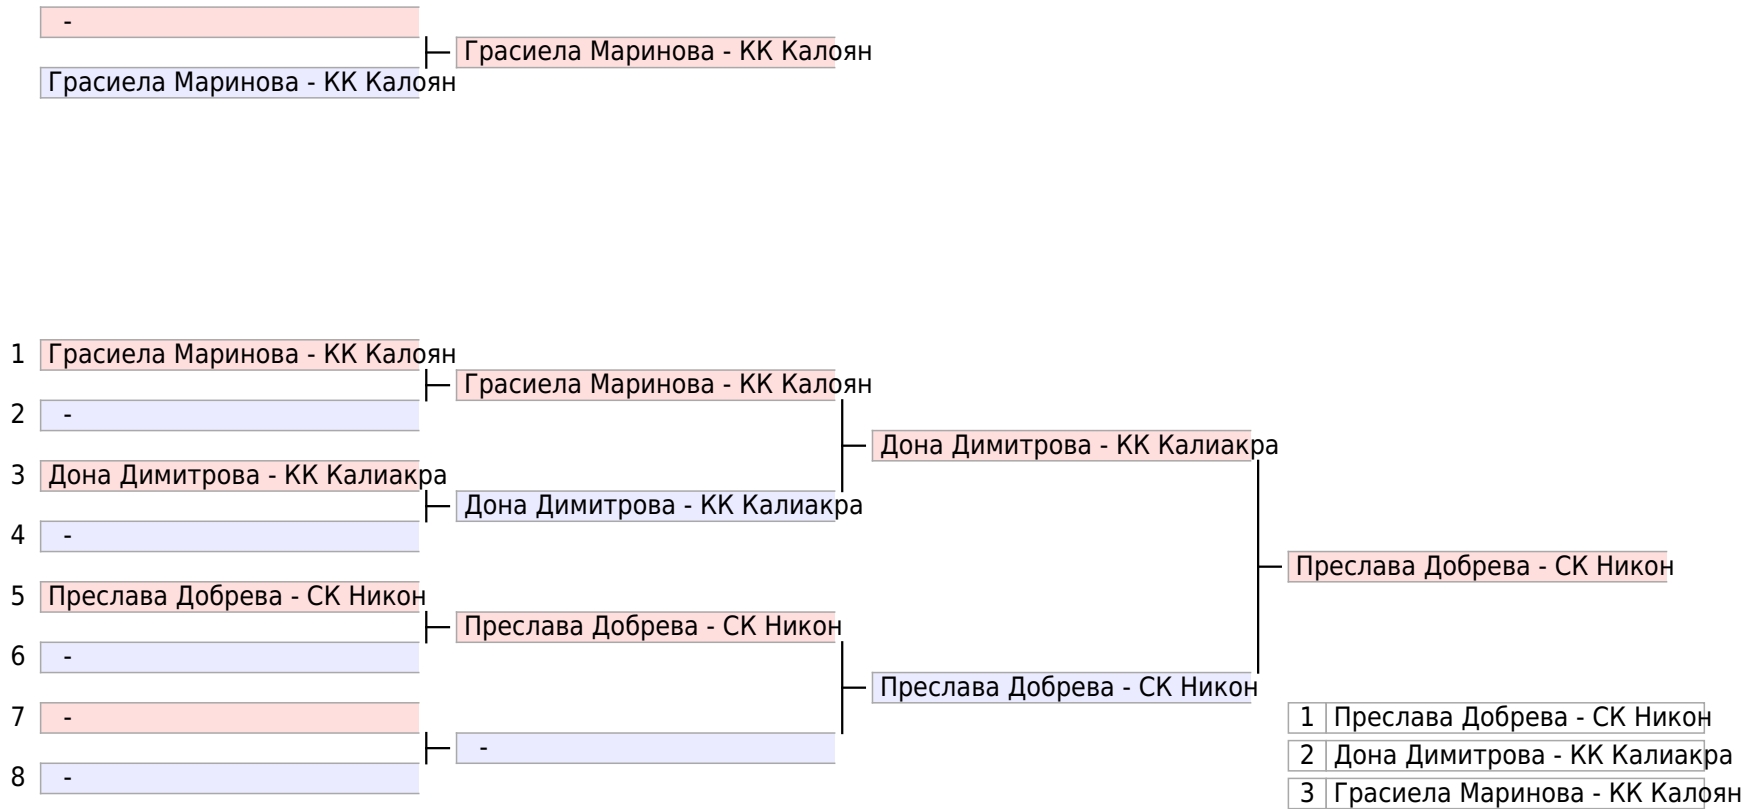 -
Грасиела Маринова - КК Калоян
Грасиела Маринова - КК Калоян
1 Грасиела Маринова - КК Калоян
Грасиела Маринова - КК Калоян
2 -
Дона Димитрова - КК Калиакра
3 Дона Димитрова - КК Калиакра
Дона Димитрова - КК Калиакра
4 -
Преслава Добрева - СК Никон
5 Преслава Добрева - СК Никон
Преслава Добрева - СК Никон
6 -
Преслава Добрева - СК Никон
7 -
1 Преслава Добрева - СК Никон
-
2 Дона Димитрова - КК Калиакра
8 -
3 Грасиела Маринова - КК Калоян